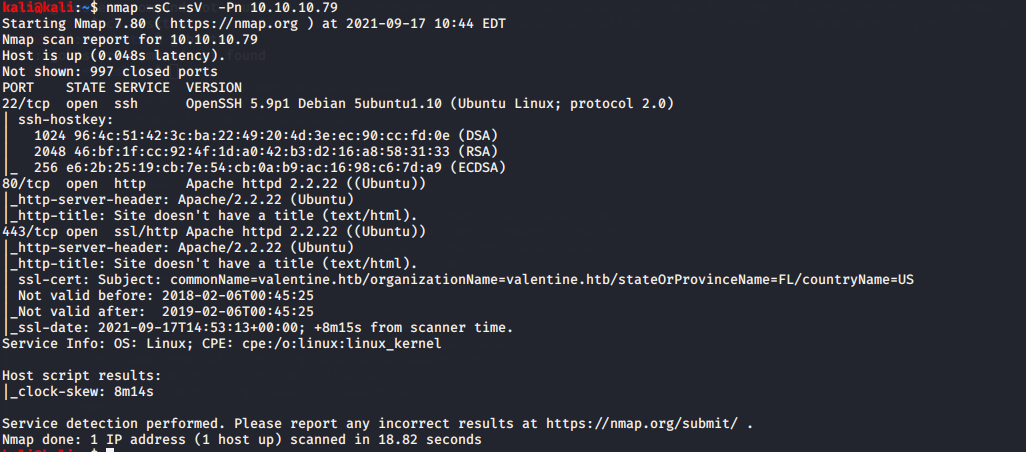 kali@kali:~$ nmap -sC -sV -Pn 10.10.10.79
Starting Nmap 7.80 ( https://nmap.org ) at 2021-09-17 10:44 EDT
Nmap scan report for 10.10.10.79
Host is up (0.048s latency).
Not shown: 997 closed ports
PORT STATE SERVICE VERSION
22/tcp open ssh OpenSSH 5.9p1 Debian 5ubuntu1.10 (Ubuntu Linux; protocol 2.0)
| ssh-hostkey:
| 1024 96:4c:51:42:3c:ba:22:49:20:4d:3e:ec:90:cc:fd:0e (DSA)
| 2048 46:bf:1f:cc:92:4f:1d:a0:42:b3:d2:16:a8:58:31:33 (RSA)
|_ 256 e6:2b:25:19:cb:7e:54:cb:0a:b9:ac:16:98:c6:7d:a9 (ECDSA)
80/tcp open http Apache httpd 2.2.22 ((Ubuntu))
|_http-server-header: Apache/2.2.22 (Ubuntu)
|_http-title: Site doesn't have a title (text/html).
443/tcp open ssl/http Apache httpd 2.2.22 ((Ubuntu))
|_http-server-header: Apache/2.2.22 (Ubuntu)
|_http-title: Site doesn't have a title (text/html).
| ssl-cert: Subject: commonName=valentine.htb/organizationName=valentine.htb/stateOrProvinceName=FL/countryName=US
| Not valid before: 2018-02-06T00:45:25
|_Not valid after: 2019-02-06T00:45:25
|_ssl-date: 2021-09-17T14:53:13+00:00; +8m15s from scanner time.
Service Info: OS: Linux; CPE: cpe:/o:linux:linux_kernel
Host script results:
|_clock-skew: 8m14s
Service detection performed. Please report any incorrect results at https://nmap.org/submit/ .
Nmap done: 1 IP address (1 host up) scanned in 18.82 seconds
kali@kali:~$